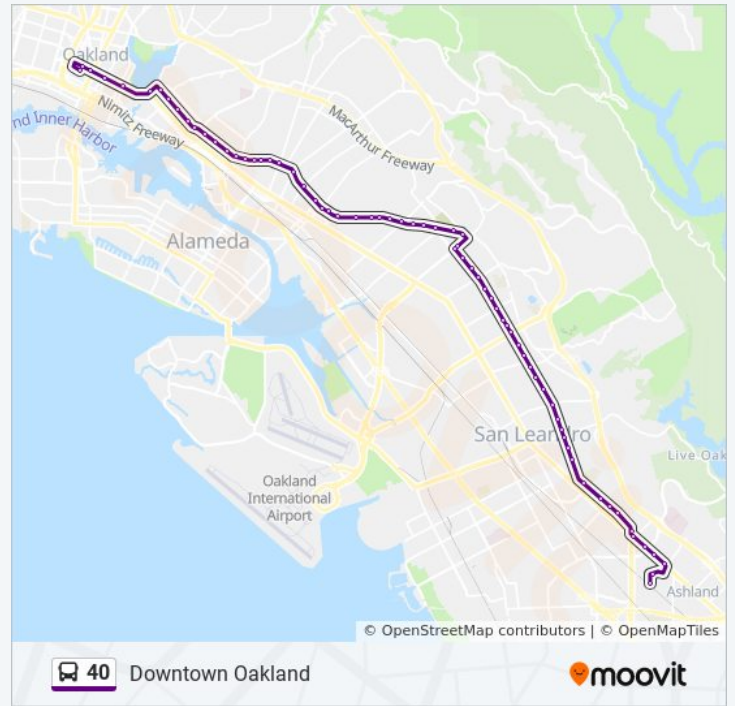 Oakland
MacArthur Freeway
Nimitz Freeway
nd Inner Harbor
Alameda
San Leandro
Live Oak
Oakland
International
Airport
Ashland
© OpenStreetMap contributors | © OpenMapTiles
40 Downtown Oakland
moovit